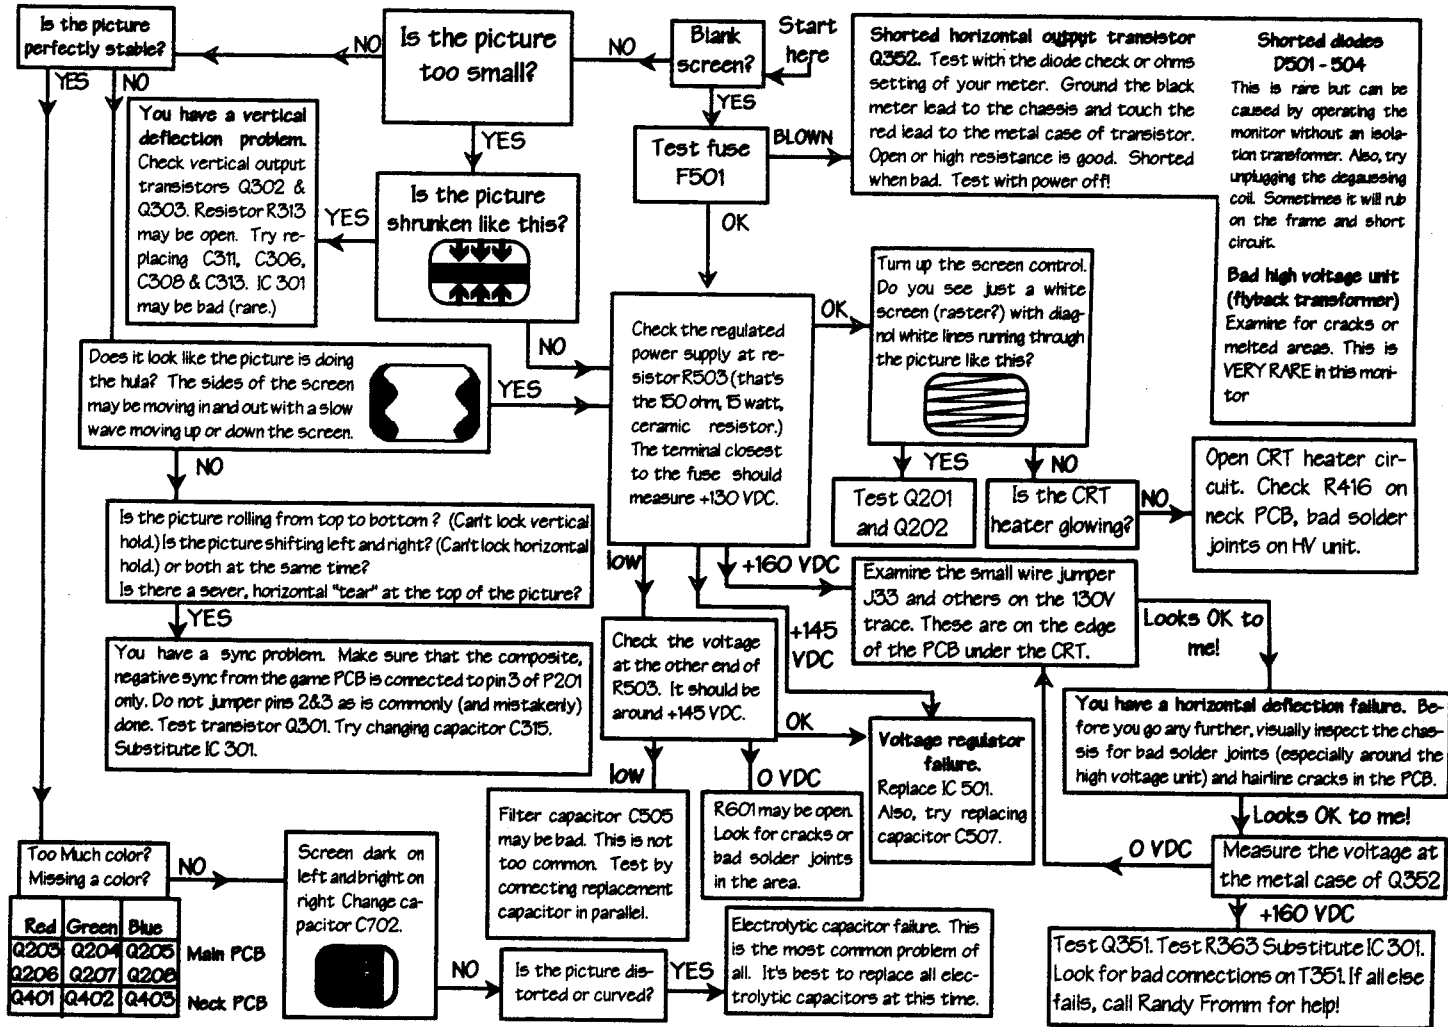 Is the picture
perfectly stable?
NO
Is the picture
too small?
NO
Blank
screen?
Start
here
YES
NO
YES
YES
Shorted horizontal output transistor
Q352. Test with the diode check or ohms
setting of your meter. Ground the black
meter lead to the chassis and touch the
red lead to the metal case of transistor.
Open or high resistance is good. Shorted
when bad. Test with power off!
Shorted diodes
D501 - 504
This is rare but can be
caused by operating the
monitor without an isola-
tion transformer. Also, try
unplugging the degaussing
coil. Sometimes it will rub
on the frame and short
circuit.
Bad high voltage unit
(flyback transformer)
Examine for cracks or
melted areas. This is
VERY RARE in this moni-
tor
Test fuse
F501
BLOWN
OK
You have a vertical
deflection problem.
Check vertical output
transistors Q302 &
Q303. Resistor R313
may be open. Try re-
placing C311, C306,
C308 & C313. IC 301
may be bad (rare.)
YES
Is the picture
shrunken like this?
NO
Does it look like the picture is doing
the hula? The sides of the screen
may be moving in and out with a slow
wave moving up or down the screen.
YES
NO
Check the regulated
power supply at re-
sistor R503 (that's
the 150 ohm, 15 watt,
ceramic resistor.)
The terminal closest
to the fuse should
measure +130 VDC.
OK
Turn up the screen control.
Do you see just a white
screen (raster?) with diag-
nol white lines running through
the picture like this?
YES
NO
Test Q201
and Q202
Is the CRT
heater glowing?
NO
Open CRT heater cir-
cuit. Check R416 on
neck PCB, bad solder
joints on HV unit.
Is the picture rolling from top to bottom ? (Can't lock vertical
hold.) Is the picture shifting left and right? (Can't lock horizontal
hold.) or both at the same time?
Is there a sever, horizontal "tear" at the top of the picture?
YES
You have a sync problem. Make sure that the composite,
negative sync from the game PCB is connected to pin 3 of P201
only. Do not jumper pins 2&3 as is commonly (and mistakenly)
done. Test transistor Q301. Try changing capacitor C315.
Substitute IC 301.
low
+160 VDC
+145
VDC
Check the voltage
at the other end of
R503. It should be
around +145 VDC.
OK
low
0 VDC
Examine the small wire jumper
J33 and others on the 130V
trace. These are on the edge
of the PCB under the CRT.
Looks OK to
me!
Voltage regulator
failure.
Replace IC 501.
Also, try replacing
capacitor C507.
You have a horizontal deflection failure. Be-
fore you go any further, visually inspect the chas-
sis for bad solder joints (especially around the
high voltage unit) and hairline cracks in the PCB.
Looks OK to me!
Measure the voltage at
the metal case of Q352
0 VDC
+160 VDC
Test Q351. Test R363 Substitute IC 301.
Look for bad connections on T351. If all else
fails, call Randy Fromm for help!
Filter capacitor C505
may be bad. This is not
too common. Test by
connecting replacement
capacitor in parallel.
R601 may be open.
Look for cracks or
bad solder joints
in the area.
Too Much color?
Missing a color?
NO
Red Green Blue
Q203 Q204 Q205 Main PCB
Q206 Q207 Q208
Q401 Q402 Q403 Neck PCB
Screen dark on
left and bright on
right Change ca-
pacitor C702.
NO
Is the picture dis-
torted or curved?
YES
Electrolytic capacitor failure. This
is the most common problem of
all. It's best to replace all elec-
trolytic capacitors at this time.